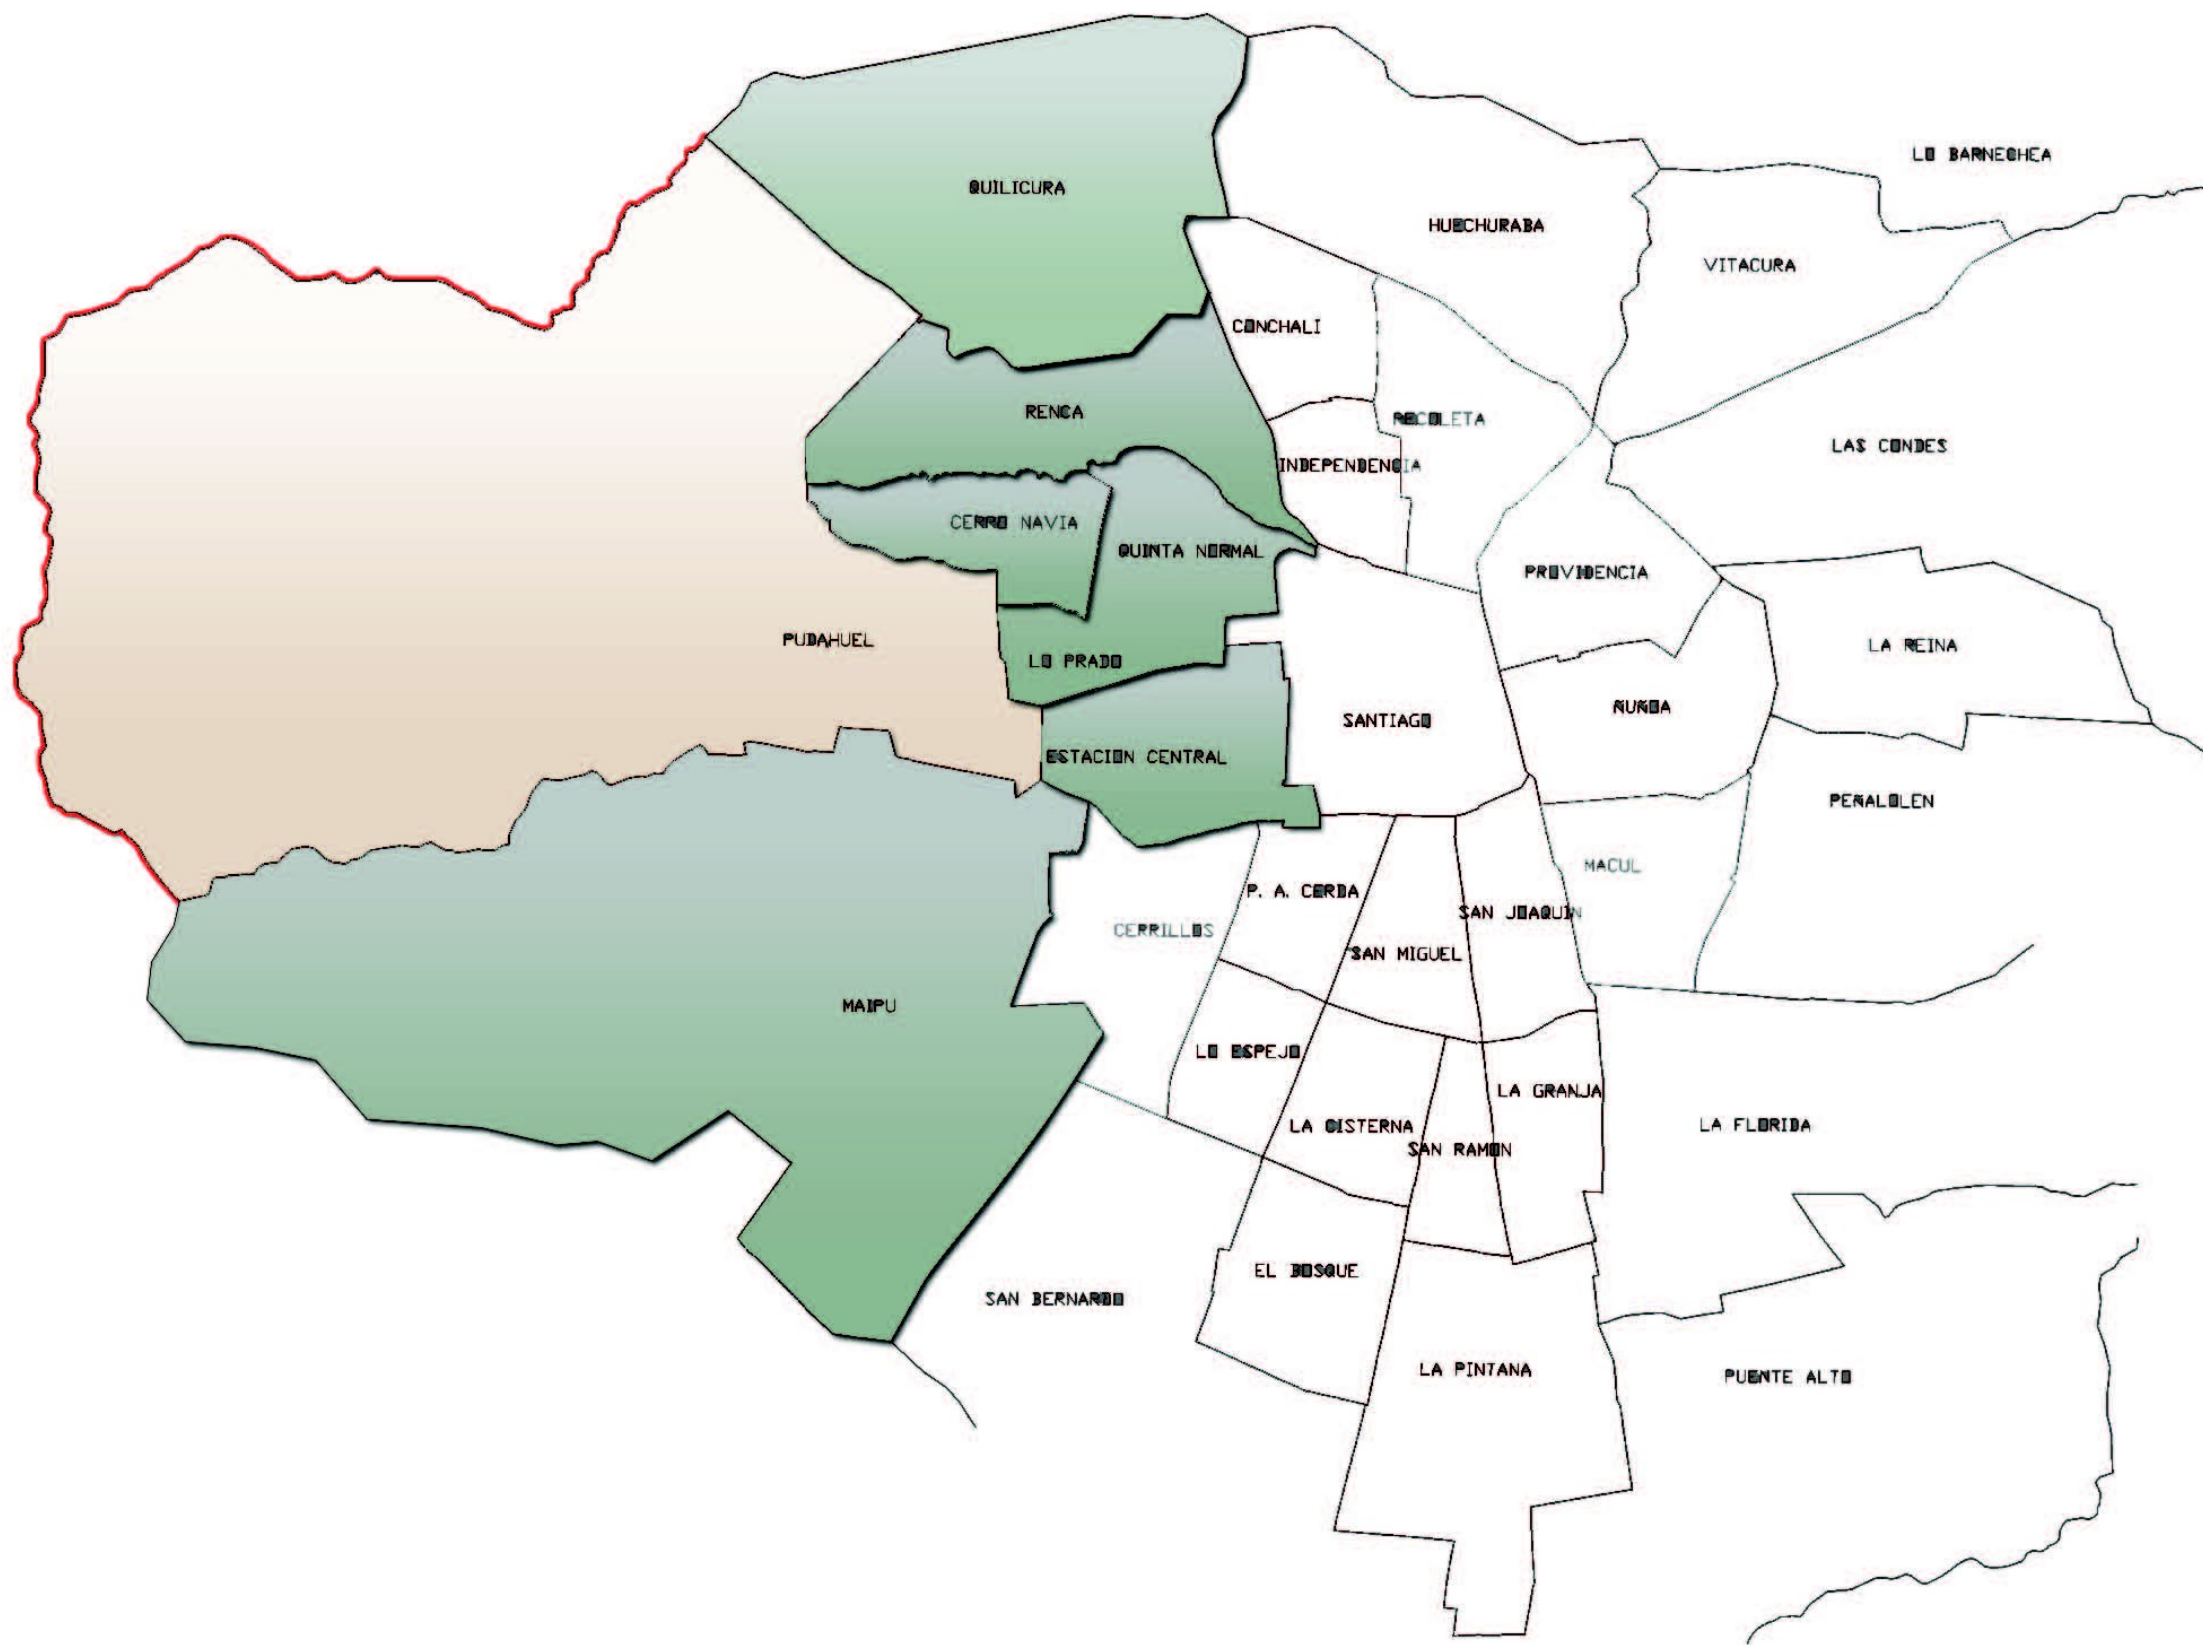 LO BARNECHEA
QUILICURA
HUECHURABA
VITACURA
CONCHALI
RENCA
RECOLETA
LAS CONDES
INDEPENDENCIA
CERRO NAVIA
QUINTA NORMAL
PROVIDENCIA
PUDAHUEL
LA REINA
LO PRADO
ÑUÑOA
SANTIAGO
ESTACION CENTRAL
PEÑALOLEN
MACUL
P. A. CERDA
SAN JOAQUIN
CERRILLOS
SAN MIGUEL
MAIPU
LO ESPEJO
LA GRANJA
LA CISTERNA
LA FLORIDA
SAN RAMON
EL BOSQUE
SAN BERNARDO
LA PINTANA
PUENTE ALTO